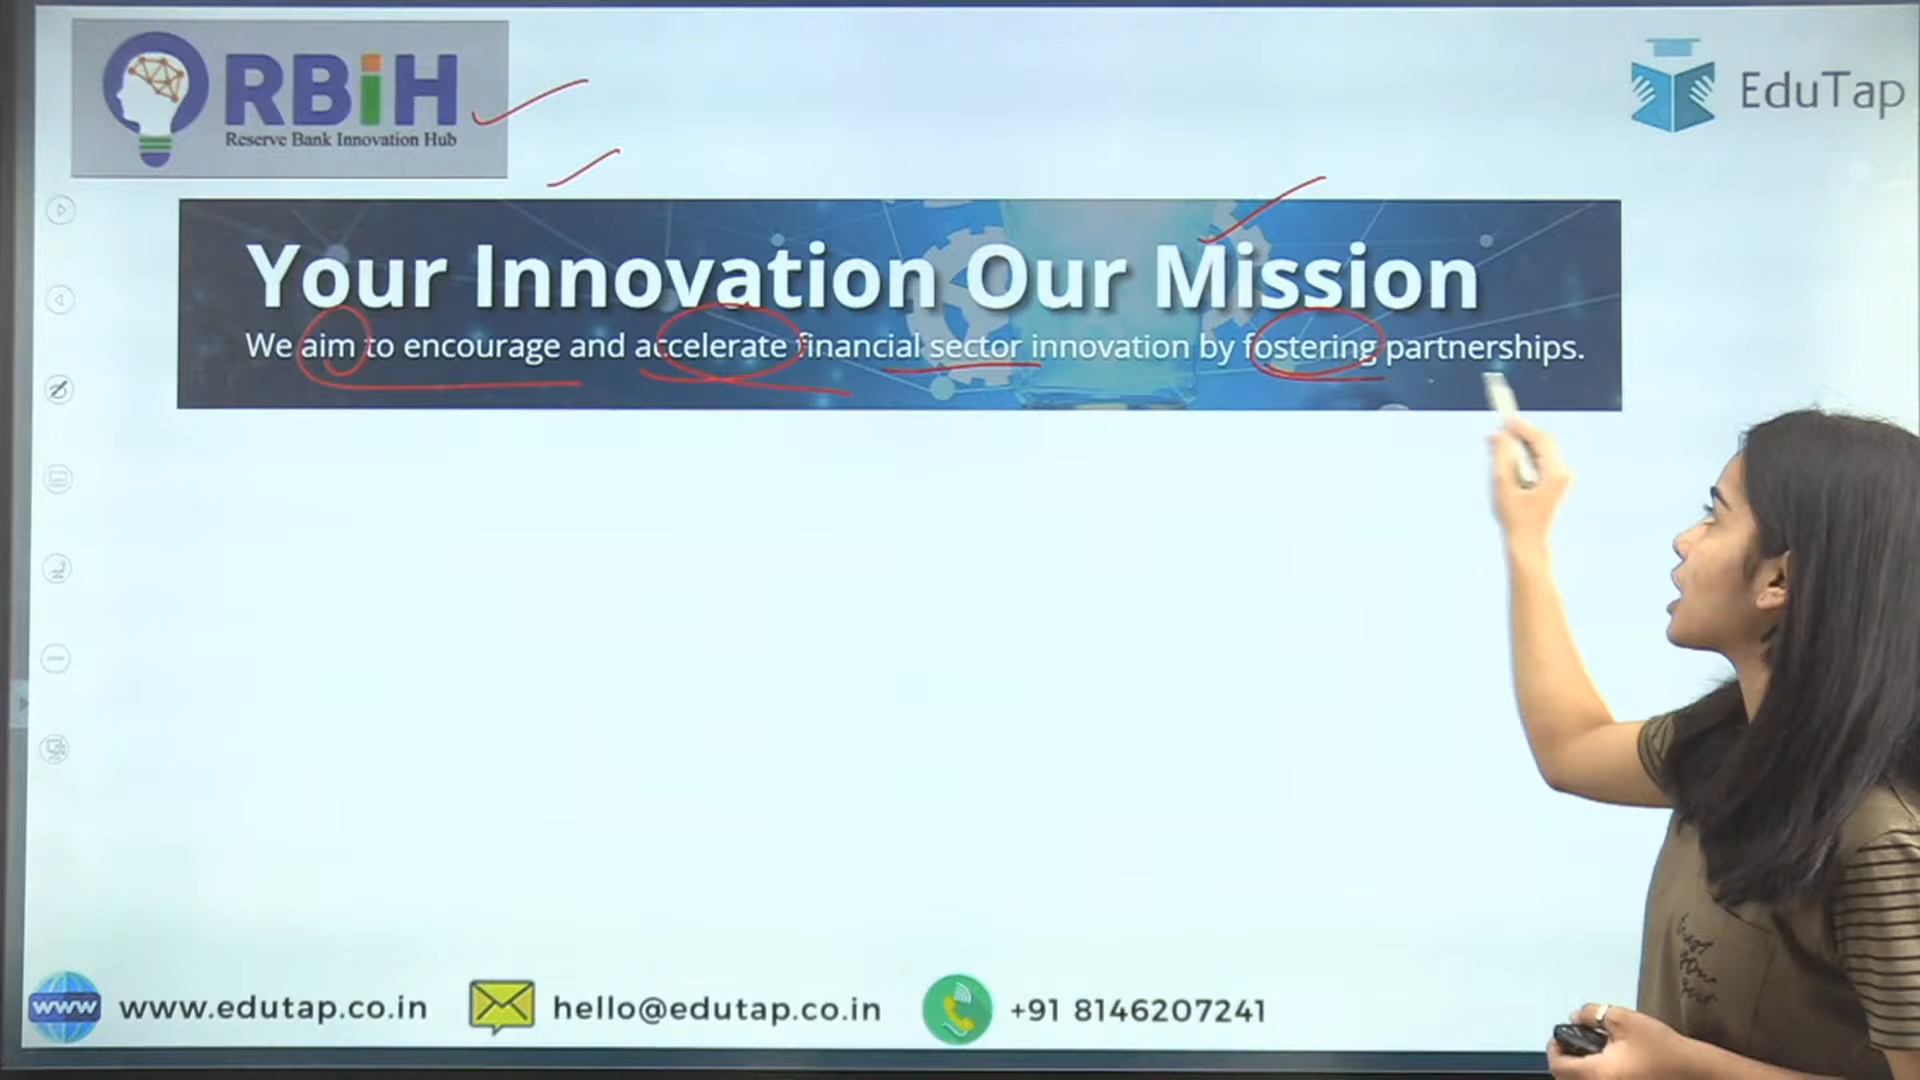 RBiH
Reserve Bank Innovation Hub
EduTap
Your Innovation Our Mission
We aim to encourage and accelerate financial sector innovation by fostering partnerships.
www
www.edutap.co.in
hello@edutap.co.in
+91 8146207241